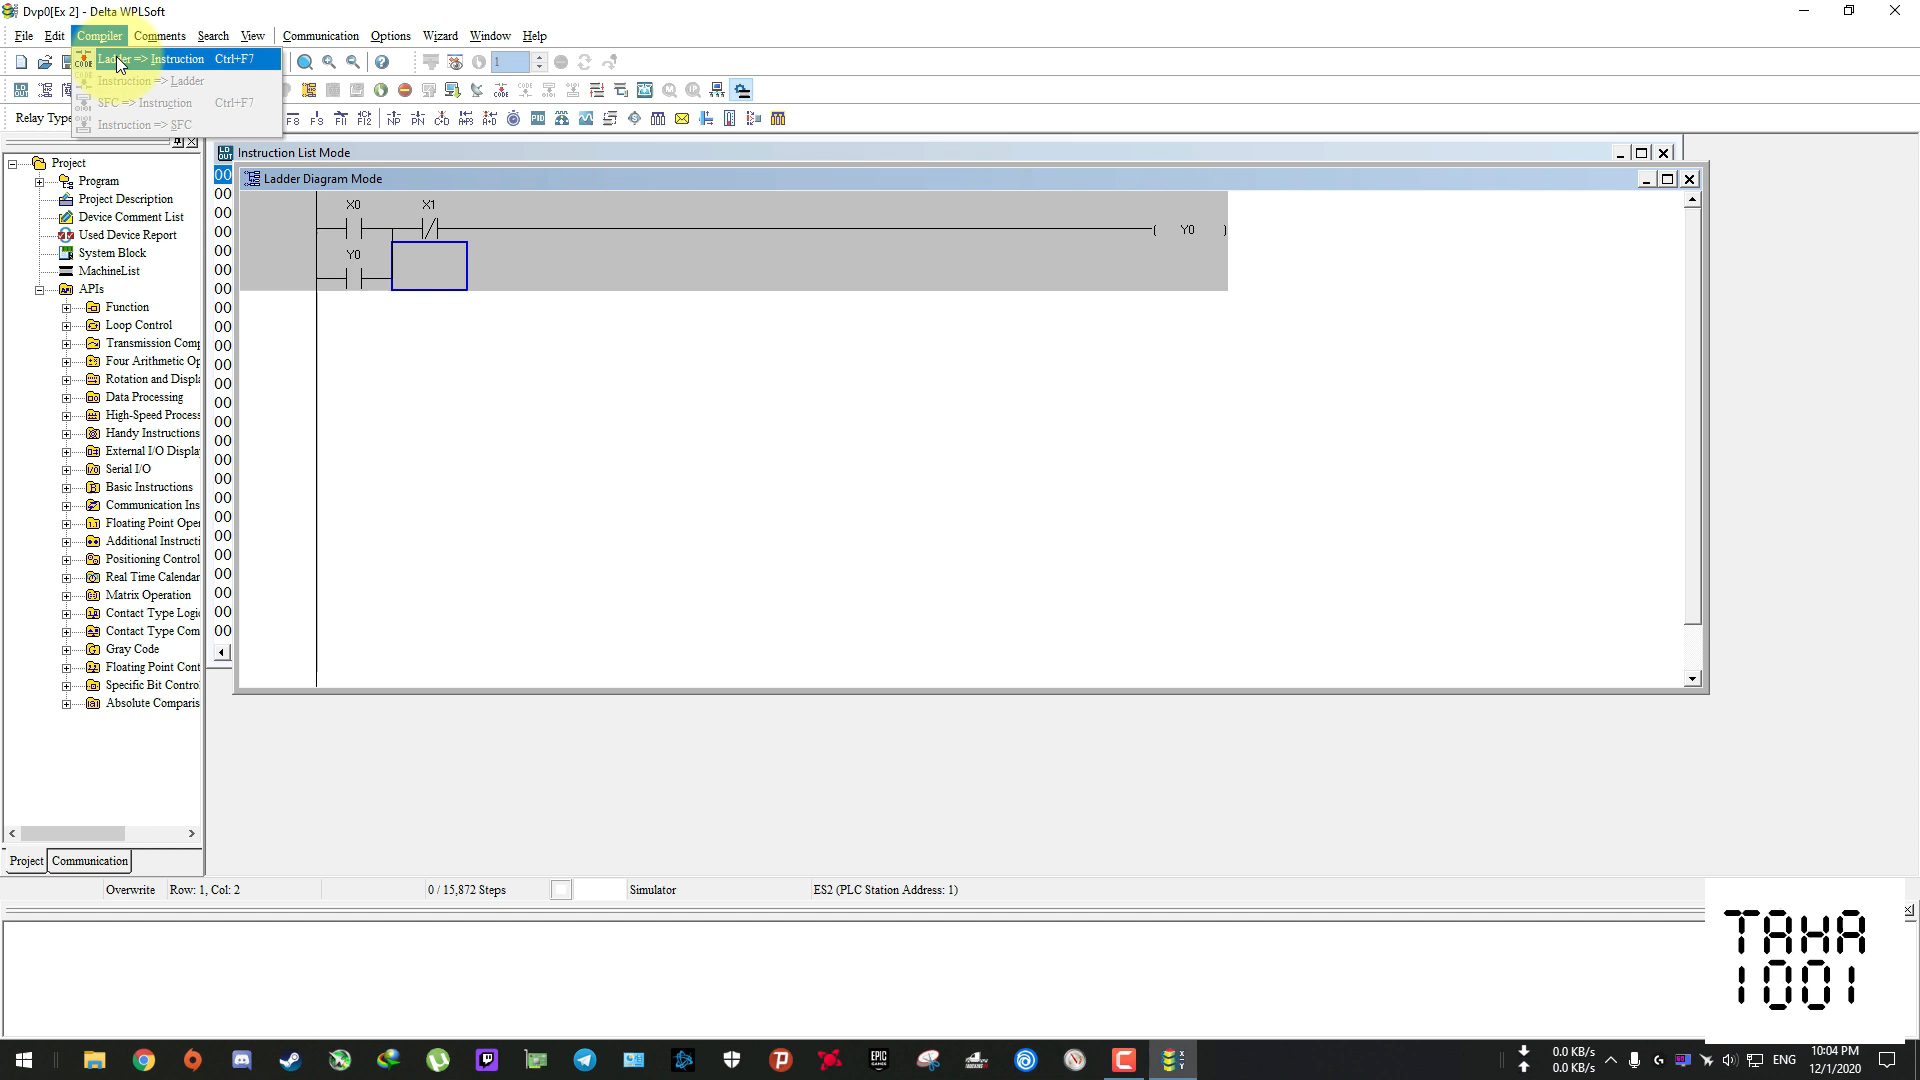 Dvp0[Ex 2] - Delta WPLSoft
File Edit Compiler Comments Search View Communication Options Wizard Window Help
Ladder => Instruction Ctrl+F7
Instruction => Ladder
SFC => Instruction Ctrl+F7
Instruction => SFC
1
Relay Type
Project
Program
Project Description
Device Comment List
Used Device Report
System Block
MachineList
APIs
Function
Loop Control
Transmission Comp
Four Arithmetic Op
Rotation and Displa
Data Processing
High-Speed Process
Handy Instructions
External I/O Display
Serial I/O
Basic Instructions
Communication Ins
Floating Point Oper
Additional Instructi
Positioning Control
Real Time Calendar
Matrix Operation
Contact Type Logic
Contact Type Com
Gray Code
Floating Point Cont
Specific Bit Contro
Absolute Comparis
Project Communication
Instruction List Mode
Ladder Diagram Mode
X0 X1
Y0
Y0
Overwrite Row: 1, Col: 2 0 / 15,872 Steps Simulator ES2 (PLC Station Address: 1)
TAHA
1001
0.0 KB/s
0.0 KB/s
ENG
10:04 PM
12/1/2020